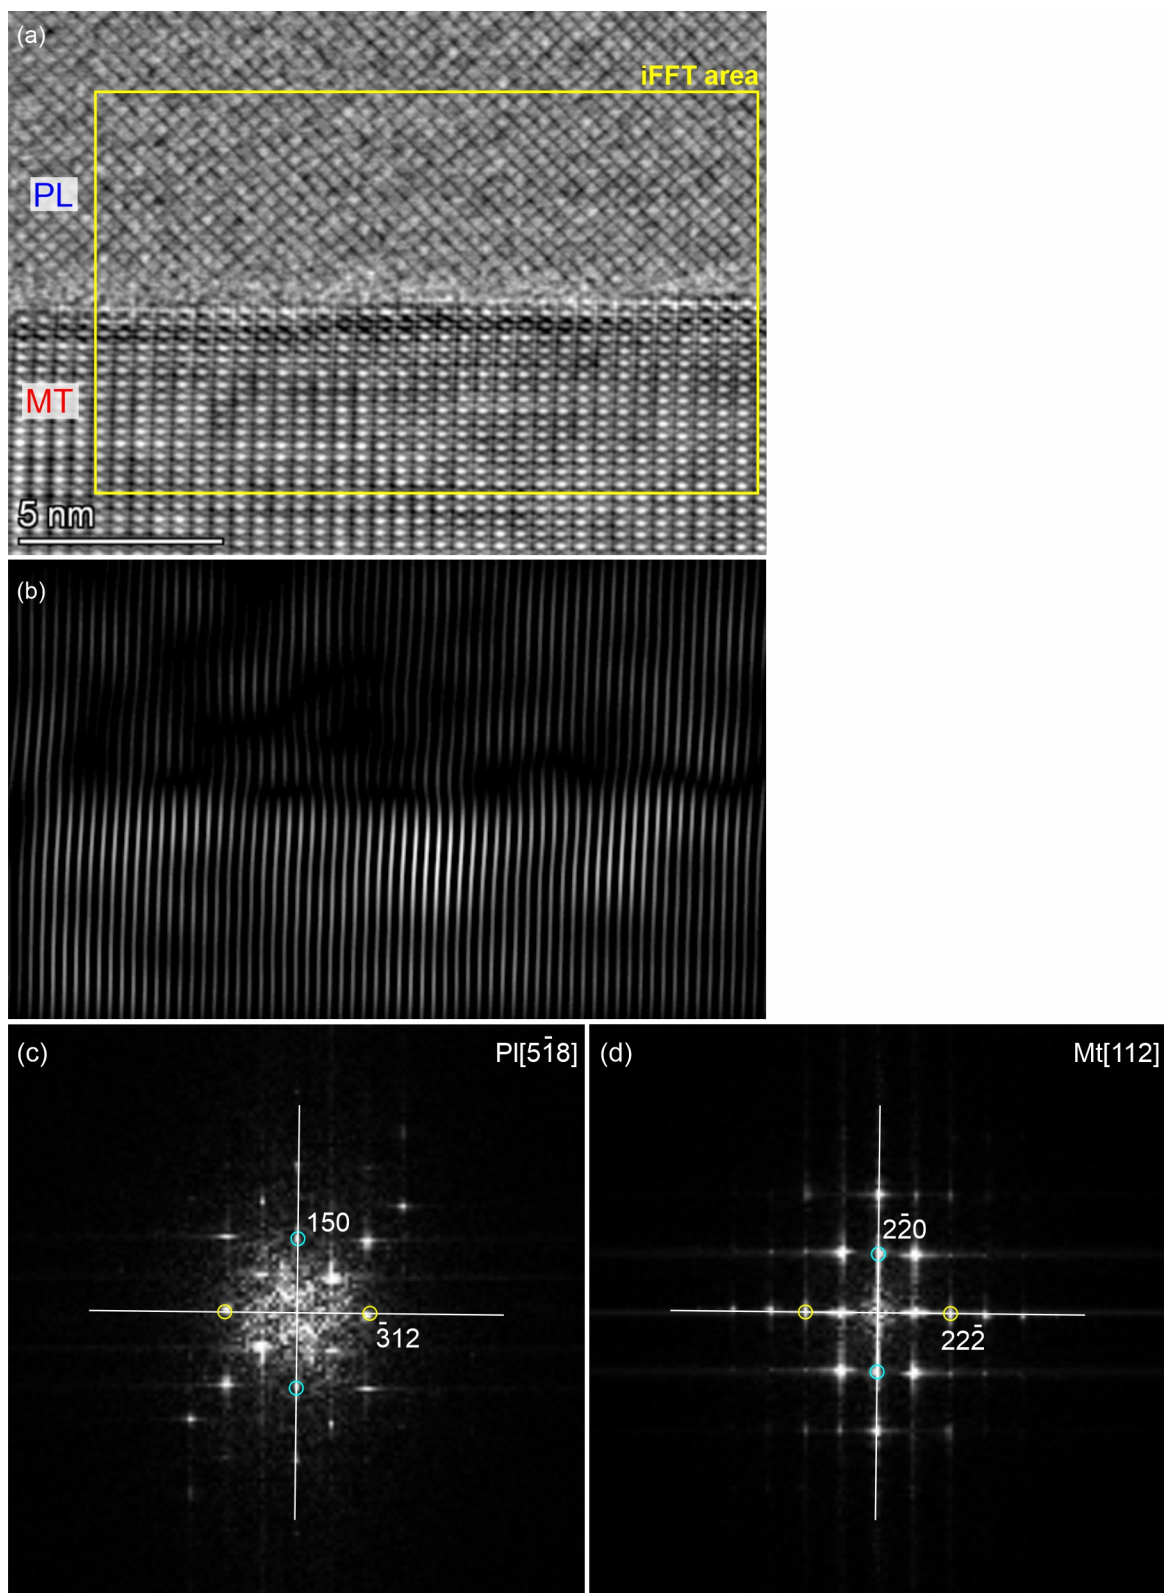 (a)
iFFT area
PL
MT
5 nm
(b)
(c)
Pl[51̄8]
150
3̄12
(d)
Mt[112]
22̄0
222̄